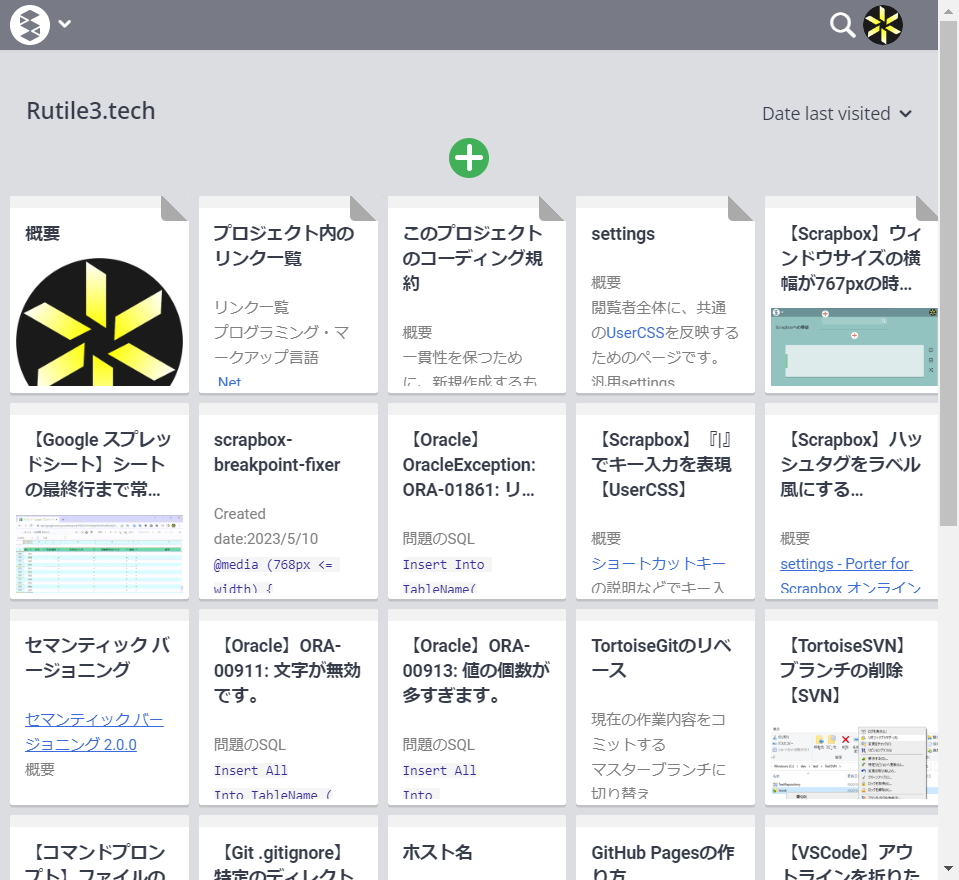 Rutile3.tech
Date last visited
概要
プロジェクト内の
リンク一覧
リンク一覧
プログラミング・マ
ークアップ言語
.Net
このプロジェクト
のコーディング規
約
概要
一貫性を保つため
に、新規作成するも
settings
概要
閲覧者全体に、共通
のUserCSSを反映する
ためのページです。
汎用settings
【Scrapbox】ウィ
ンドウサイズの横
幅が767pxの時…
【Google スプレッ
ドシート】シート
の最終行まで常…
scrapbox-
breakpoint-fixer
Created
date:2023/5/10
@media (768px <=
width) {
【Oracle】
OracleException:
ORA-01861: リ…
問題のSQL
Insert Into
TableName(
【Scrapbox】『|』
でキー入力を表現
【UserCSS】
概要
ショートカットキー
の説明などでキー入
【Scrapbox】ハッ
シュタグをラベル
風にする…
概要
settings - Porter for
Scrapbox オンライン
セマンティック バ
ージョニング
セマンティック バー
ジョニング 2.0.0
概要
【Oracle】ORA-
00911: 文字が無効
です。
問題のSQL
Insert All
Into TableName (
【Oracle】ORA-
00913: 値の個数が
多すぎます。
問題のSQL
Insert All
Into
TortoiseGitのリベ
ース
現在の作業内容をコ
ミットする
マスターブランチに
切り替え
【TortoiseSVN】
ブランチの削除
【SVN】
【コマンドプロン
プト】ファイルの
【Git .gitignore】
特定のディレクト
ホスト名
GitHub Pagesの作
り方
【VSCode】アウ
トラインを折りた